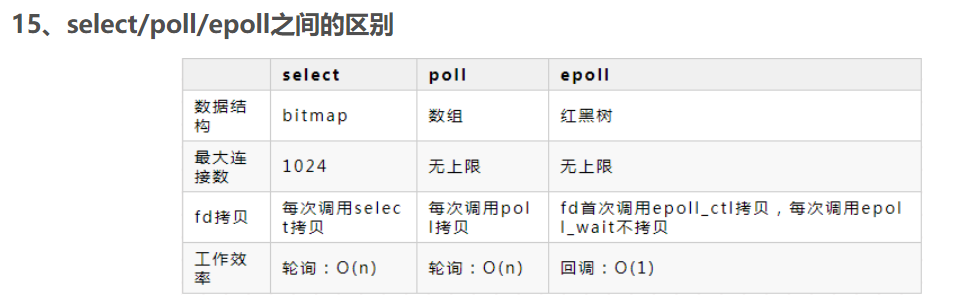 15、select/poll/epoll之间的区别
select poll epoll
数据结
构
bitmap 数组 红黑树
最大连
接数
1024 无上限 无上限
fd拷贝
每次调用selec
t拷贝
每次调用pol
l拷贝
fd首次调用epoll_ctl拷贝，每次调用epol
l_wait不拷贝
工作效
率
轮询：O(n) 轮询：O(n) 回调：O(1)